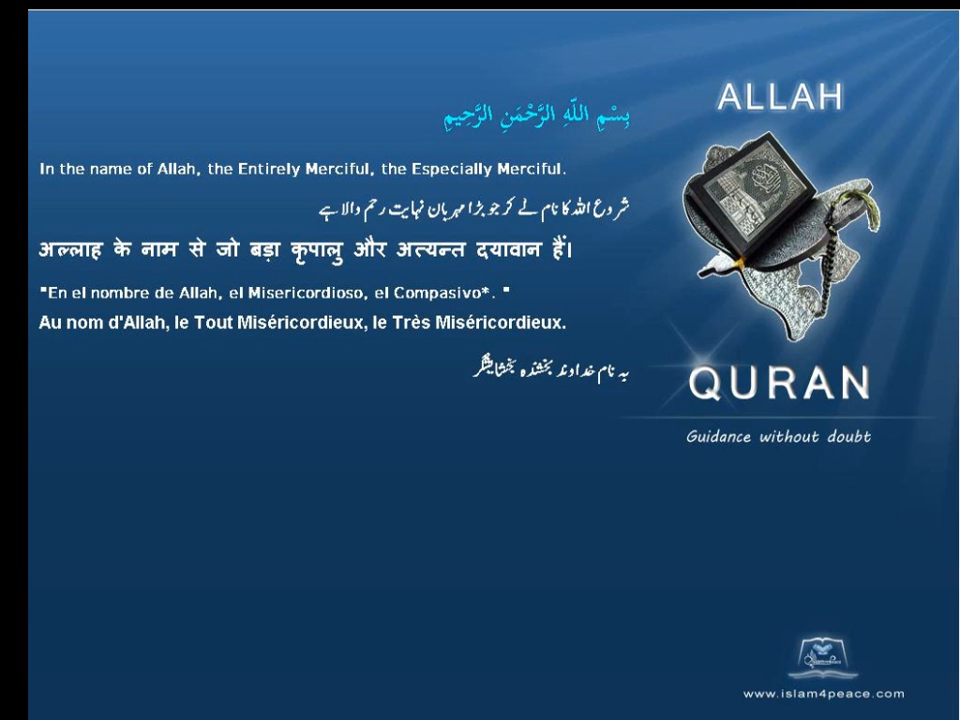 بِسْمِ اللّهِ الرَّحْمَنِ الرَّحِيمِ
In the name of Allah, the Entirely Merciful, the Especially Merciful.
شروع اللہ کا نام لے کر جو بڑا مہربان نہایت رحم والا ہے
अल्लाह के नाम से जो बड़ा कृपालु और अत्यन्त दयावान हैं।
"En el nombre de Allah, el Misericordioso, el Compasivo*. "
Au nom d'Allah, le Tout Miséricordieux, le Très Miséricordieux.
به نام خداوند بخشنده بخشایشگر
ALLAH
QURAN
Guidance without doubt
www.islam4peace.com